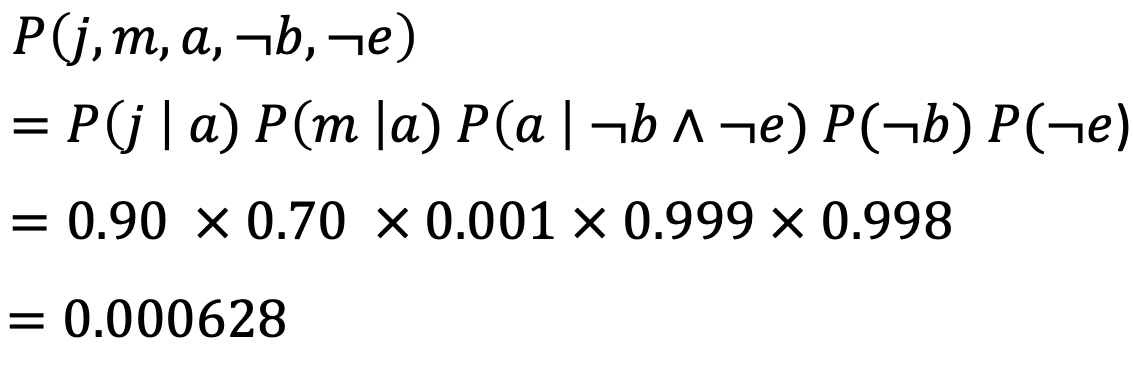 P(j, m, a, ¬b, ¬e)
= P(j | a) P(m |a) P(a | ¬b ∧ ¬e) P(¬b) P(¬e)
= 0.90 × 0.70 × 0.001 × 0.999 × 0.998
= 0.000628